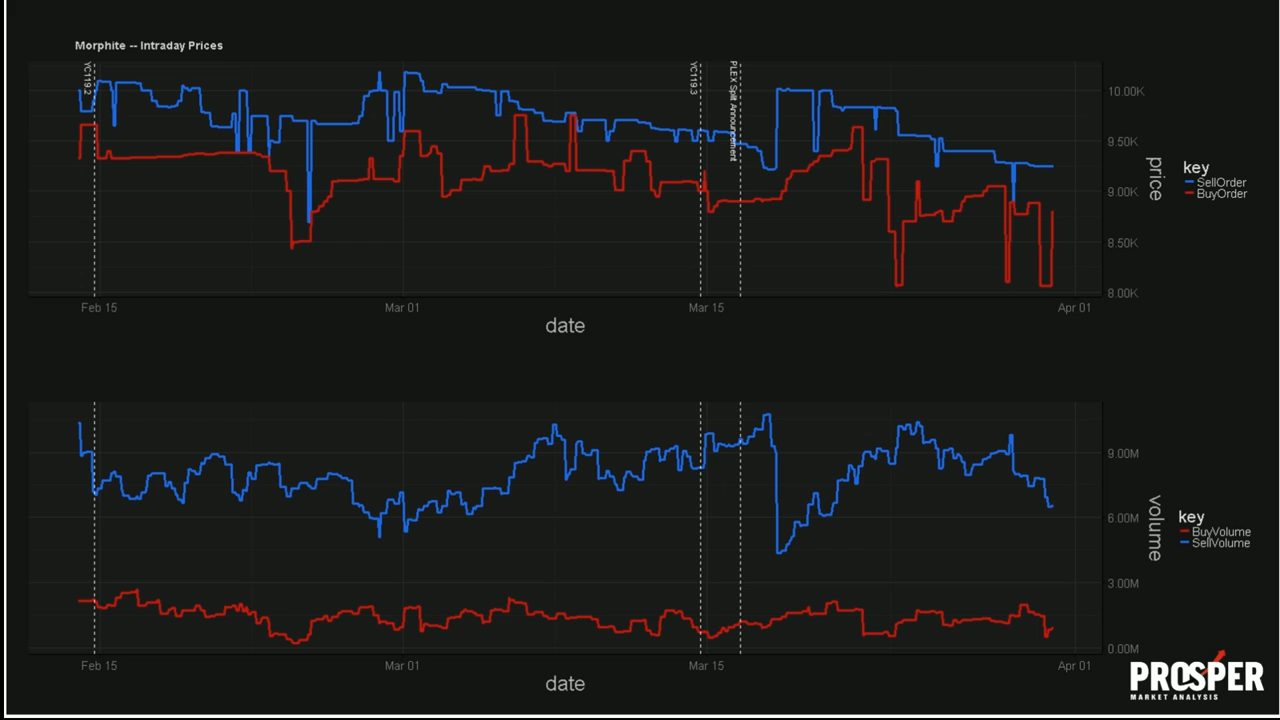 Morphite -- Intraday Prices
YC119.2
YC119.3
PLEX Split Announcement
10.00K
9.50K
9.00K
8.50K
8.00K
price
key
SellOrder
BuyOrder
Feb 15
Mar 01
Mar 15
Apr 01
date
9.00M
6.00M
3.00M
0.00M
volume
key
BuyVolume
SellVolume
Feb 15
Mar 01
Mar 15
Apr 01
date
PROSPER
MARKET ANALYSIS